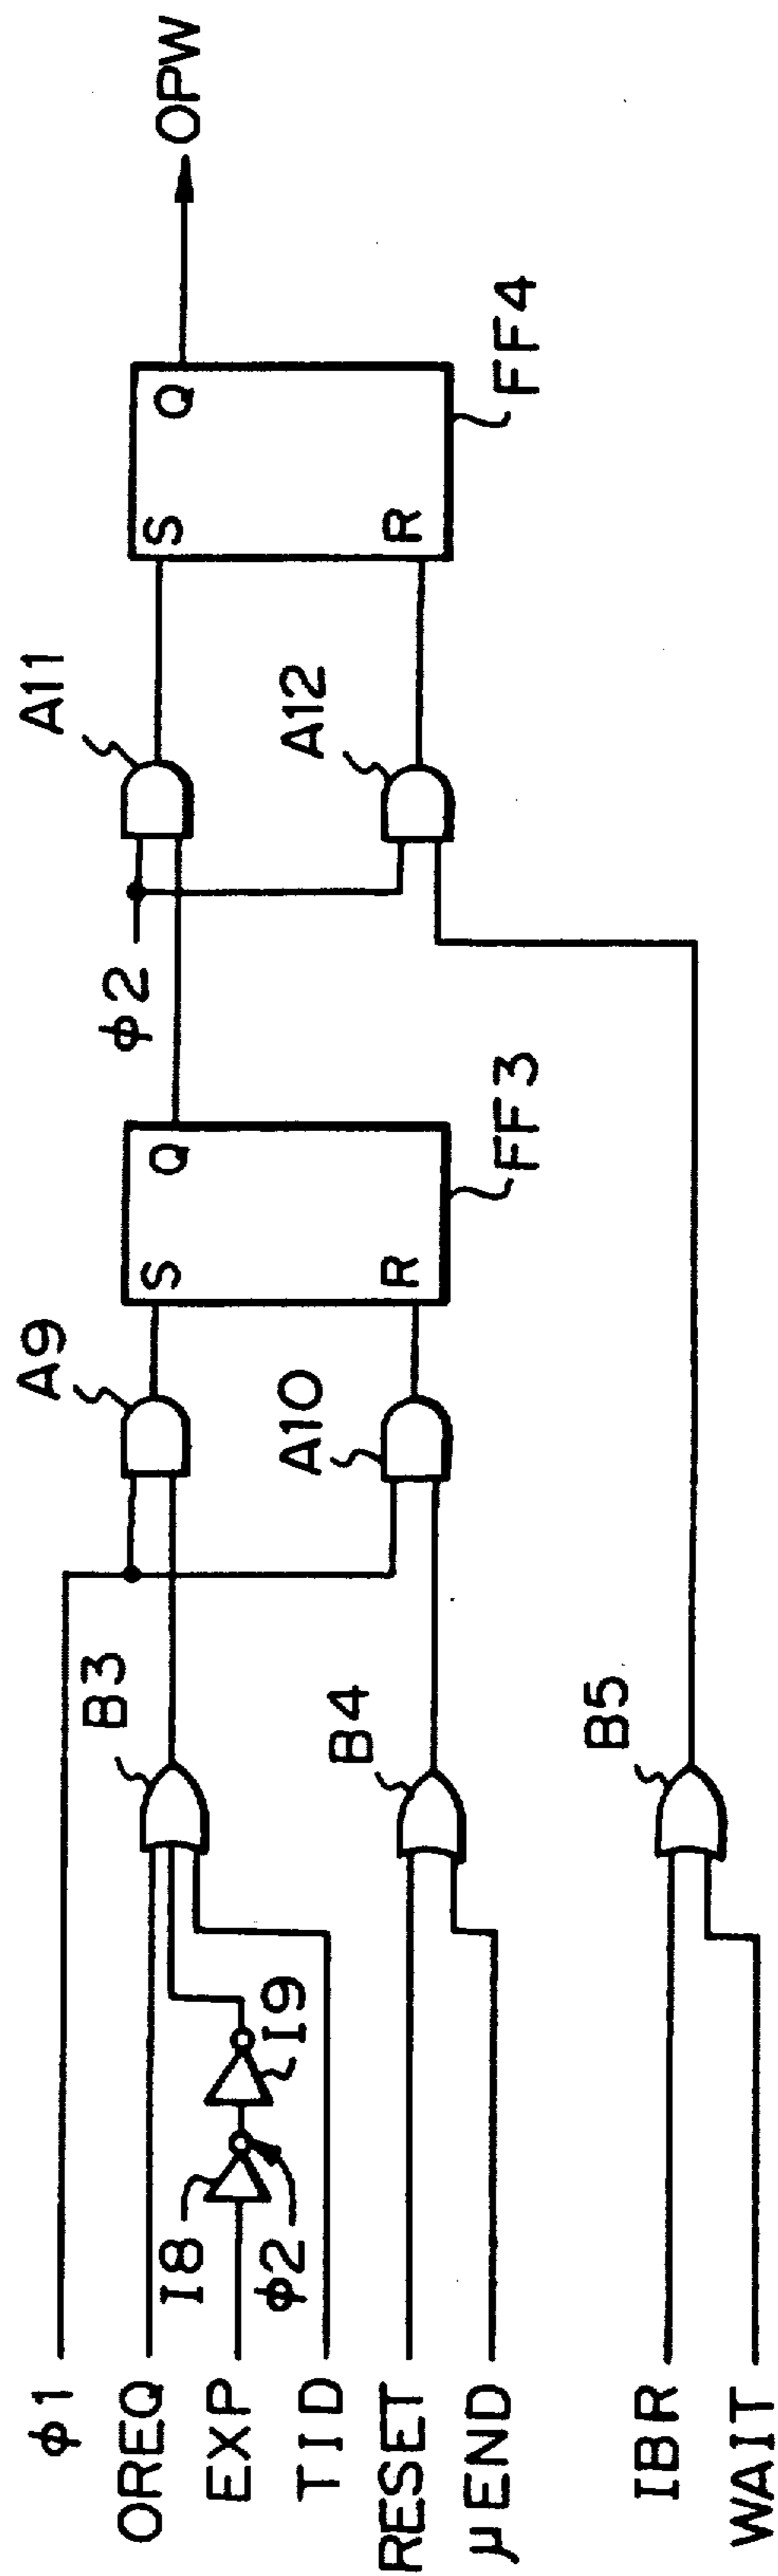 φ1
OREQ
EXP
TID
RESET
μEND
IBR
WAIT
I8
φ2
I9
B3
B4
B5
A9
A10
S
R
Q
FF3
φ2
A11
A12
S
R
Q
FF4
OPW